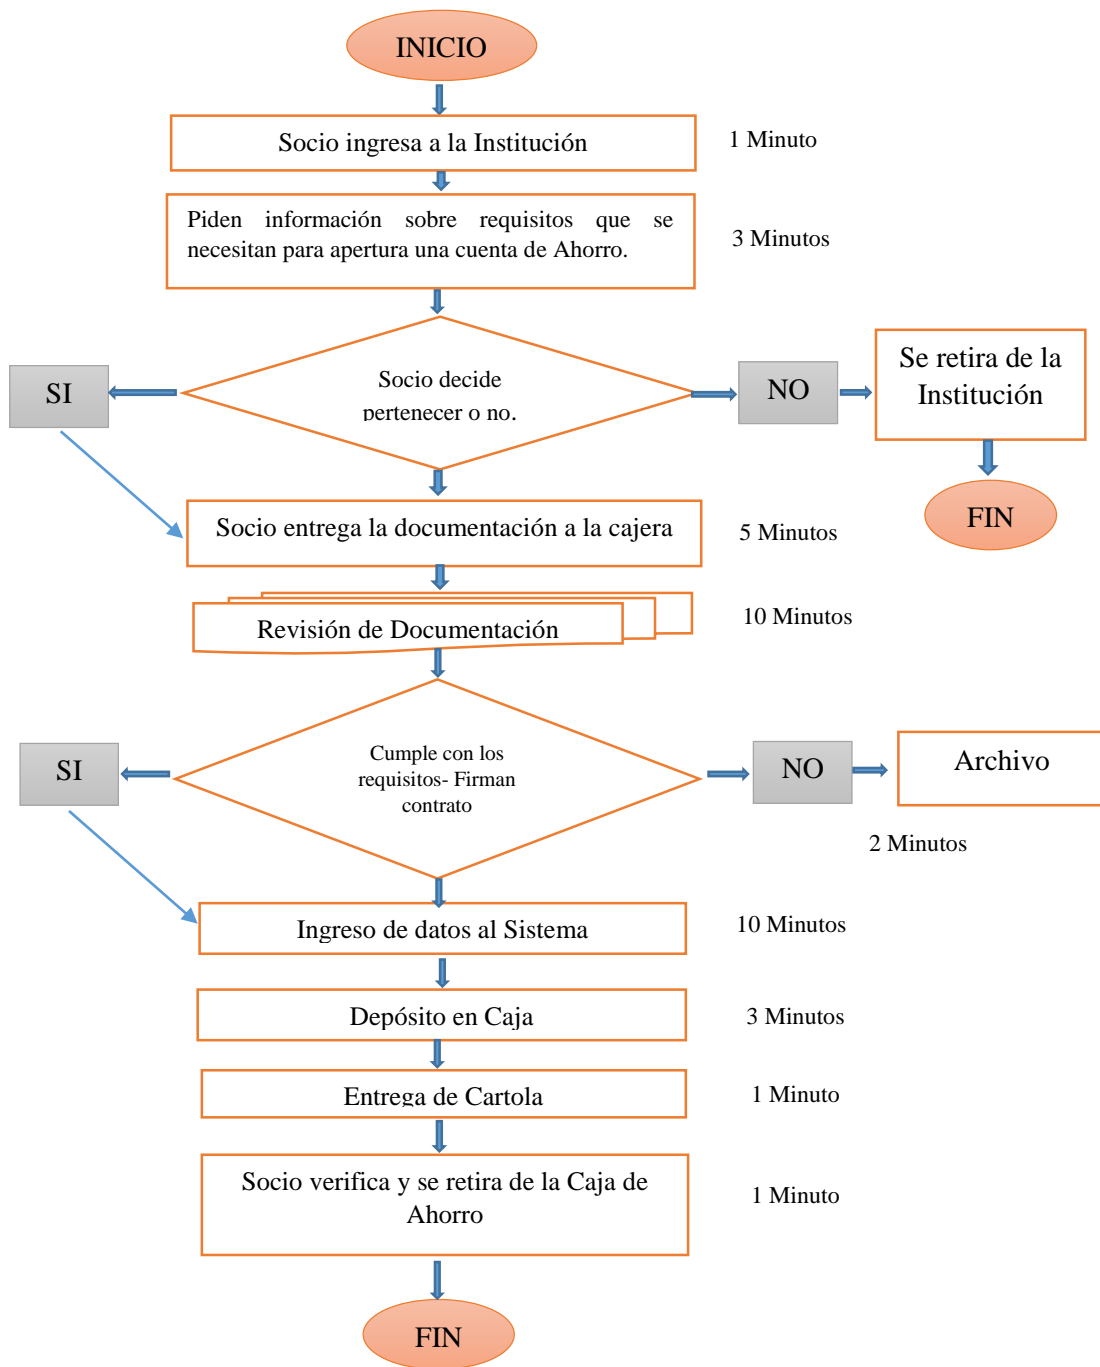 INICIO
Socio ingresa a la Institución
1 Minuto
Piden información sobre requisitos que se
necesitan para apertura una cuenta de Ahorro.
3 Minutos
Socio decide
pertenecer o no.
SI
NO
Se retira de la
Institución
FIN
Socio entrega la documentación a la cajera
5 Minutos
Revisión de Documentación
10 Minutos
Cumple con los
requisitos- Firman
contrato
SI
NO
Archivo
2 Minutos
Ingreso de datos al Sistema
10 Minutos
Depósito en Caja
3 Minutos
Entrega de Cartola
1 Minuto
Socio verifica y se retira de la Caja de
Ahorro
1 Minuto
FIN